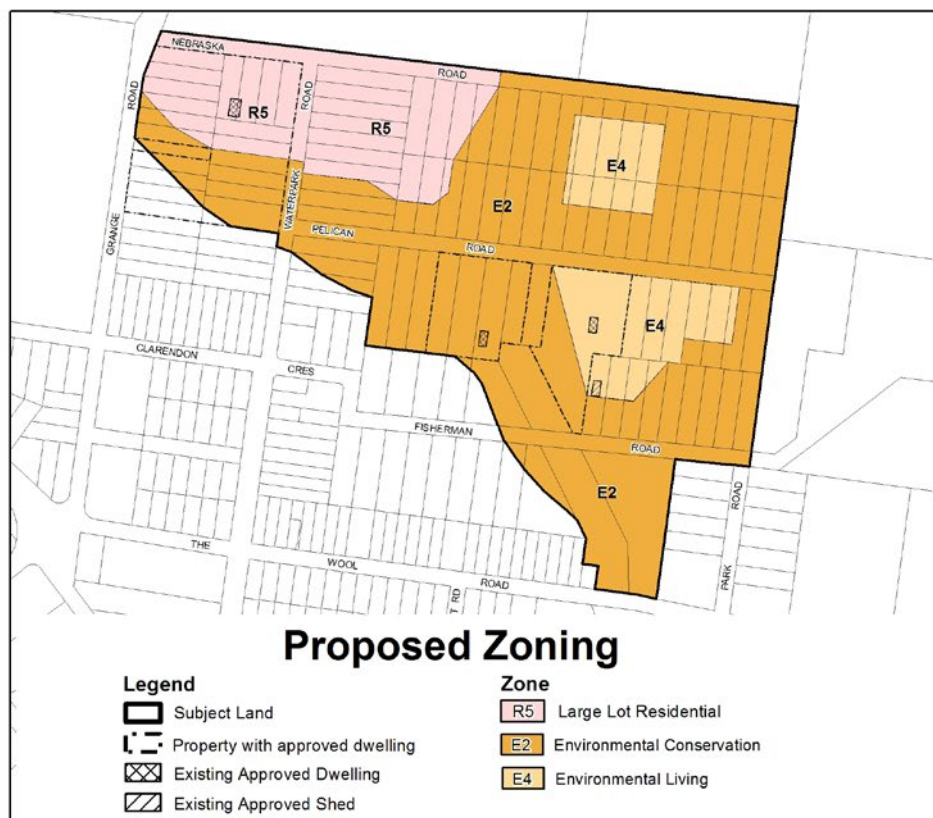 NEBRASKA
ROAD
ROAD
ROAD
R5
R5
E4
E2
WATERPARK
PELICAN
ROAD
GRANGE
E4
CLARENDON
CRES
FISHERMAN
ROAD
E2
ROAD
PARK
THE
WOOL
ROAD
T RD
Proposed Zoning
Legend
Subject Land
Property with approved dwelling
Existing Approved Dwelling
Existing Approved Shed
Zone
R5 Large Lot Residential
E2 Environmental Conservation
E4 Environmental Living